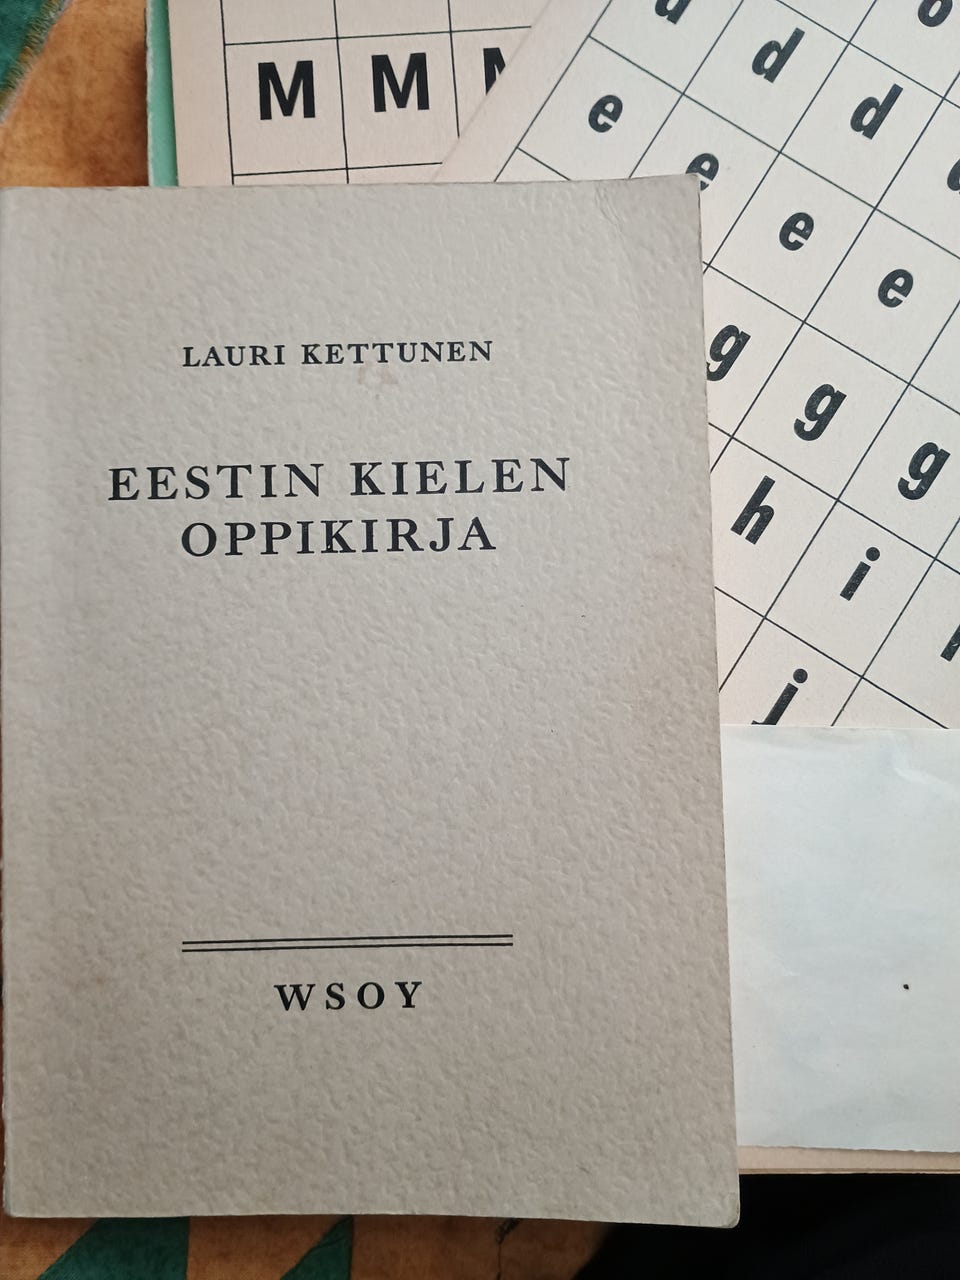 M M M
d d d
e e e e
g g g
h i
j
LAURI KETTUNEN
EESTIN KIELEN
OPPIKIRJA
WSOY